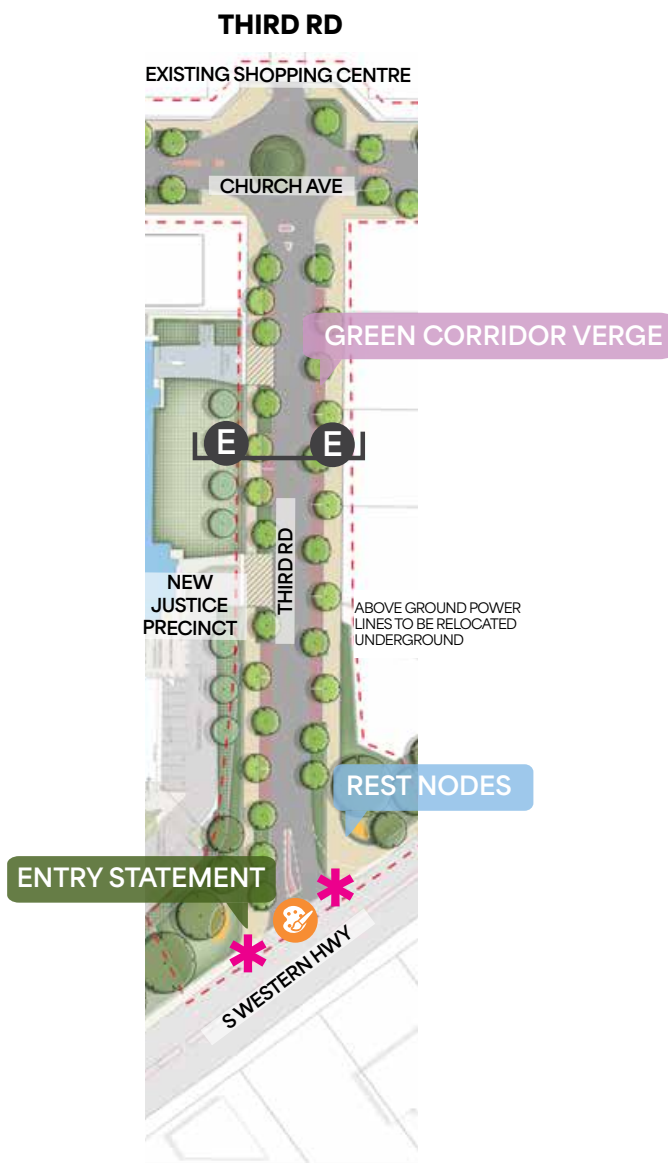 THIRD RD
EXISTING SHOPPING CENTRE
CHURCH AVE
GREEN CORRIDOR VERGE
E
E
THIRD RD
NEW
JUSTICE
PRECINCT
ABOVE GROUND POWER
LINES TO BE RELOCATED
UNDERGROUND
REST NODES
ENTRY STATEMENT
S WESTERN HWY